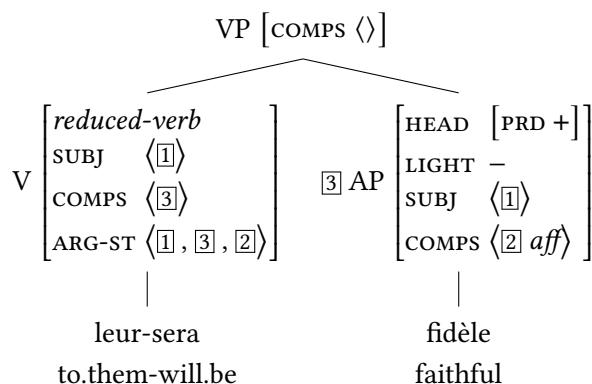 VP [COMPS ⟨⟩]
V [reduced-verb
SUBJ ⟨1⟩
COMPS ⟨3⟩
ARG-ST ⟨1 , 3 , 2⟩]
3 AP [HEAD [PRD +]
LIGHT −
SUBJ ⟨1⟩
COMPS ⟨2 aff⟩]
leur-sera
to.them-will.be
fidèle
faithful